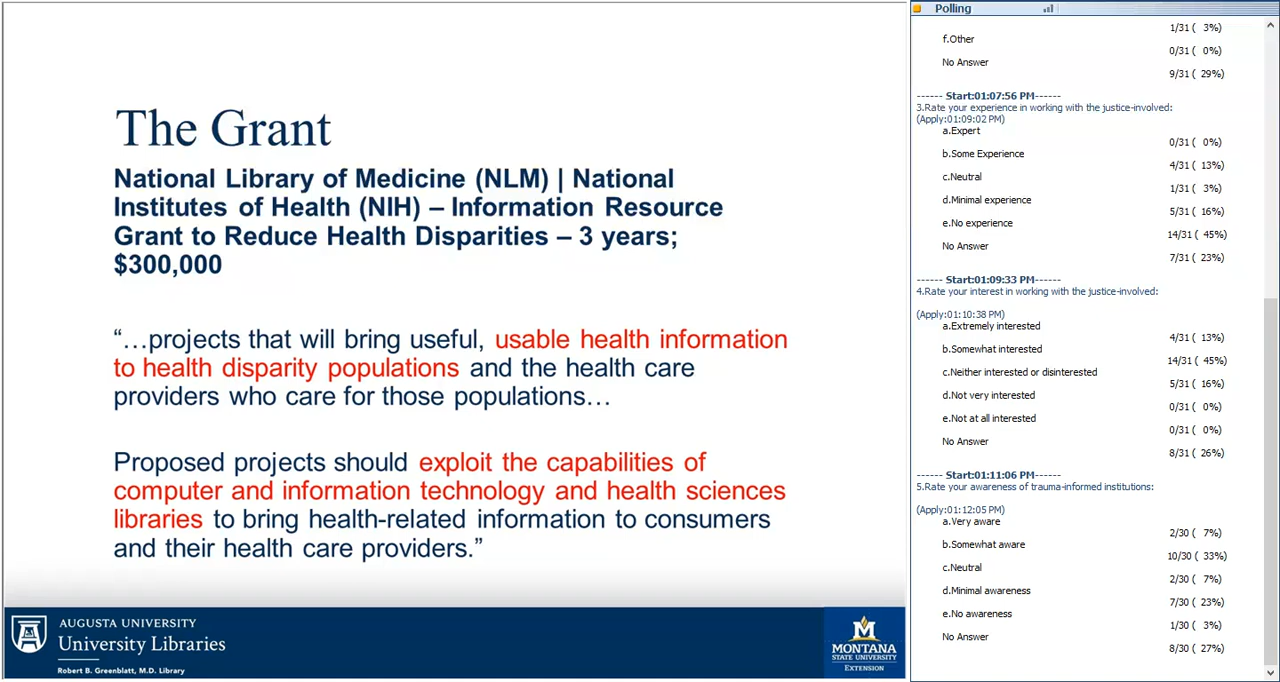 The Grant
National Library of Medicine (NLM) | National
Institutes of Health (NIH) – Information Resource
Grant to Reduce Health Disparities – 3 years;
$300,000
“…projects that will bring useful, usable health information
to health disparity populations and the health care
providers who care for those populations…
Proposed projects should exploit the capabilities of
computer and information technology and health sciences
libraries to bring health-related information to consumers
and their health care providers.”
AUGUSTA UNIVERSITY
University Libraries
Robert B. Greenblatt, M.D. Library
M
MONTANA
STATE UNIVERSITY
EXTENSION
Polling
1/31 ( 3%)
f.Other
0/31 ( 0%)
No Answer
9/31 ( 29%)
------ Start:01:07:56 PM------
3.Rate your experience in working with the justice-involved:
(Apply:01:09:02 PM)
a.Expert
0/31 ( 0%)
b.Some Experience
4/31 ( 13%)
c.Neutral
1/31 ( 3%)
d.Minimal experience
5/31 ( 16%)
e.No experience
14/31 ( 45%)
No Answer
7/31 ( 23%)
------ Start:01:09:33 PM------
4.Rate your interest in working with the justice-involved:
(Apply:01:10:38 PM)
a.Extremely interested
4/31 ( 13%)
b.Somewhat interested
14/31 ( 45%)
c.Neither interested or disinterested
5/31 ( 16%)
d.Not very interested
0/31 ( 0%)
e.Not at all interested
0/31 ( 0%)
No Answer
8/31 ( 26%)
------ Start:01:11:06 PM------
5.Rate your awareness of trauma-informed institutions:
(Apply:01:12:05 PM)
a.Very aware
2/30 ( 7%)
b.Somewhat aware
10/30 ( 33%)
c.Neutral
2/30 ( 7%)
d.Minimal awareness
7/30 ( 23%)
e.No awareness
1/30 ( 3%)
No Answer
8/30 ( 27%)